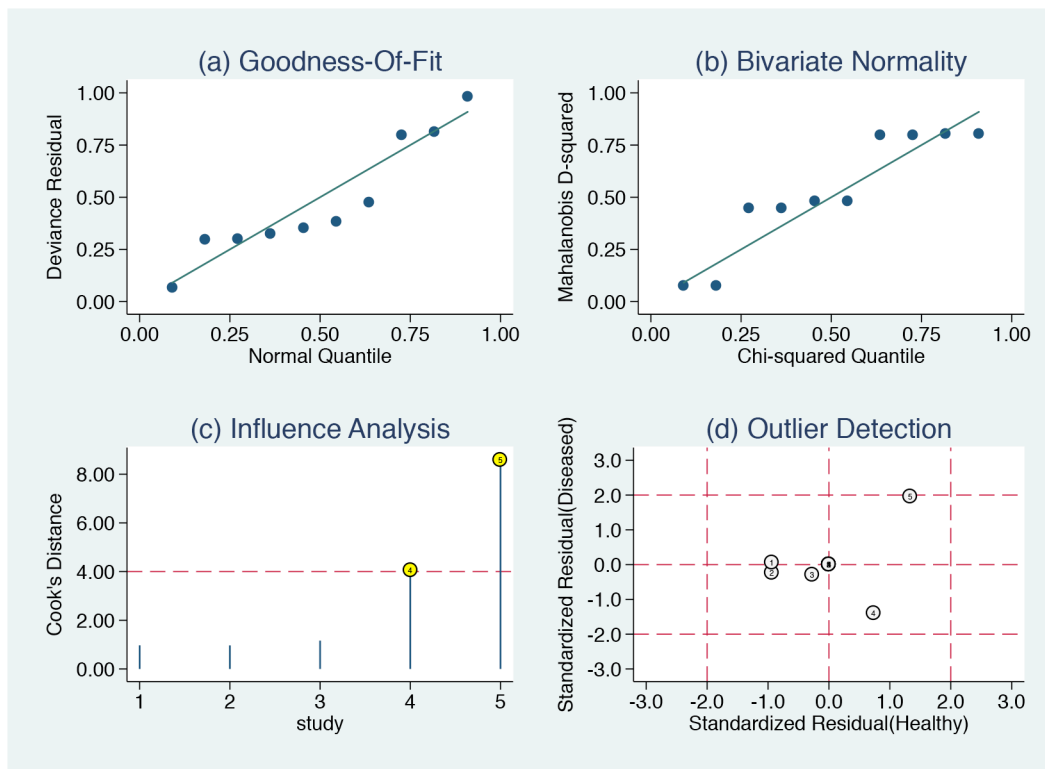 (a) Goodness-Of-Fit
1.00
0.75
0.50
0.25
0.00
Deviance Residual
0.00 0.25 0.50 0.75 1.00
Normal Quantile
(b) Bivariate Normality
1.00
0.75
0.50
0.25
0.00
Mahalanobis D-squared
0.00 0.25 0.50 0.75 1.00
Chi-squared Quantile
(c) Influence Analysis
8.00
6.00
4.00
2.00
0.00
Cook's Distance
5
4
1 2 3 4 5
study
(d) Outlier Detection
3.0
2.0
1.0
0.0
-1.0
-2.0
-3.0
Standardized Residual(Diseased)
5
1
2
3
4
-3.0 -2.0 -1.0 0.0 1.0 2.0 3.0
Standardized Residual(Healthy)